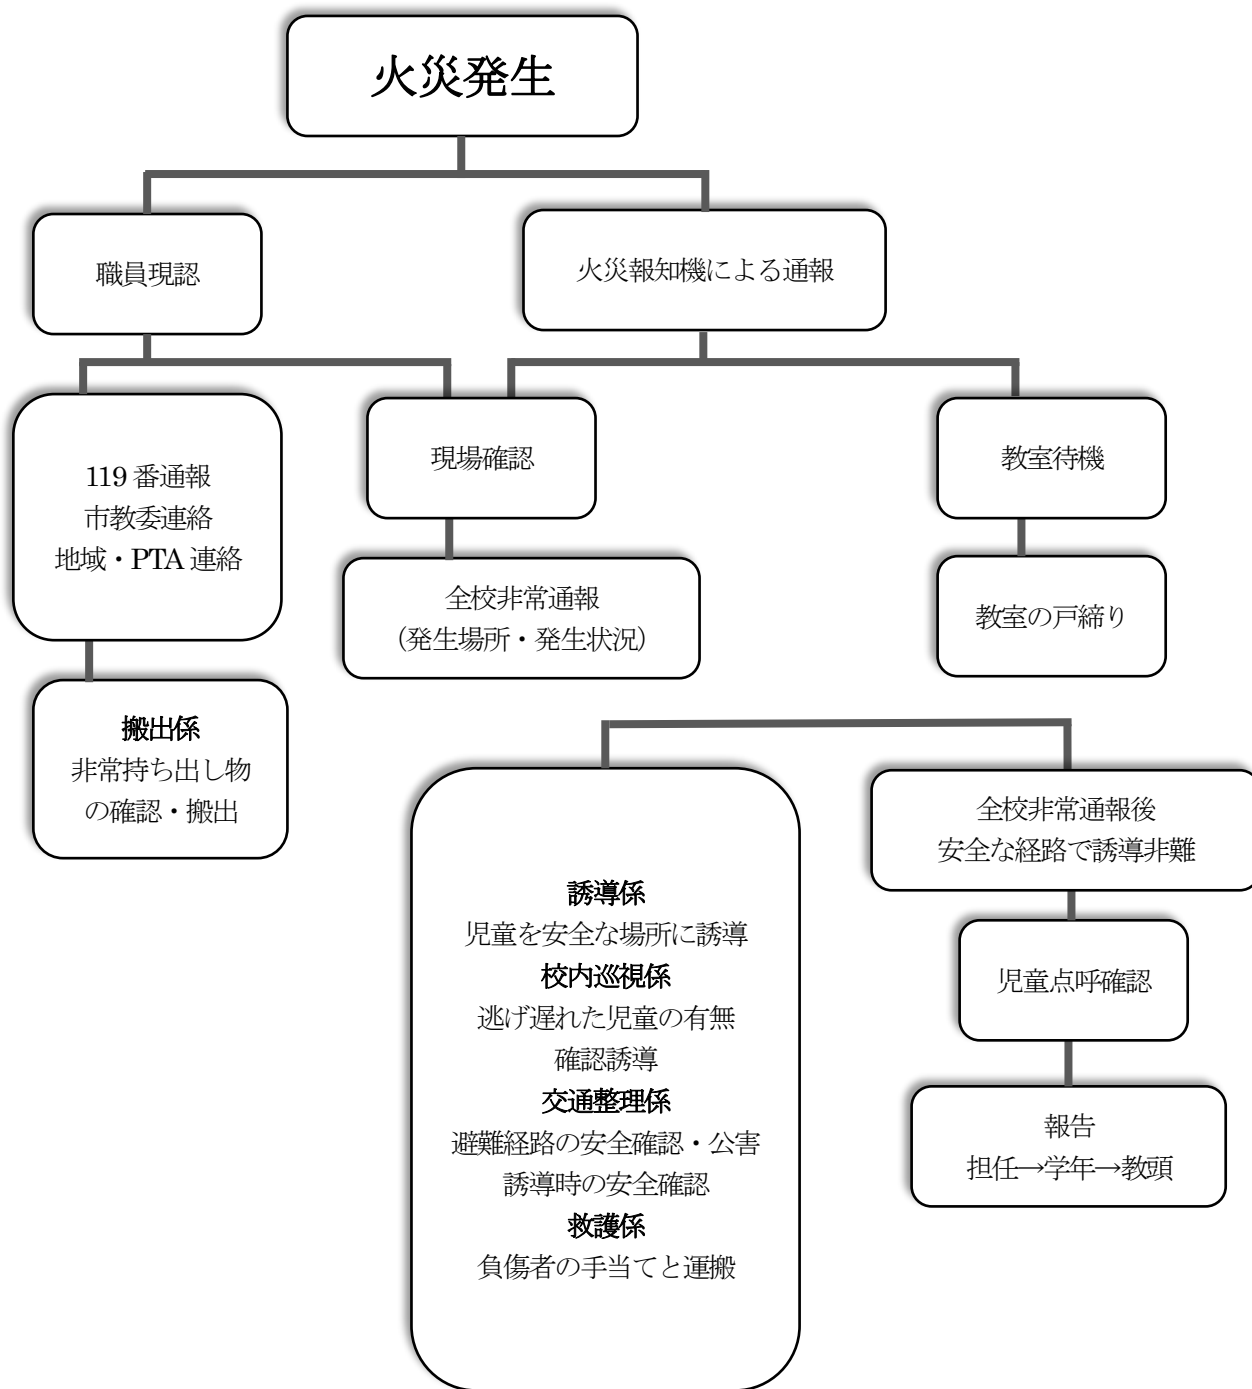 火災発生
職員現認
火災報知機による通報
119 番通報
市教委連絡
地域・PTA 連絡
現場確認
教室待機
全校非常通報
(発生場所・発生状況)
教室の戸締り
搬出係
非常持ち出し物
の確認・搬出
誘導係
児童を安全な場所に誘導
校内巡視係
逃げ遅れた児童の有無
確認誘導
交通整理係
避難経路の安全確認・公害
誘導時の安全確認
救護係
負傷者の手当てと運搬
全校非常通報後
安全な経路で誘導非難
児童点呼確認
報告
担任→学年→教頭